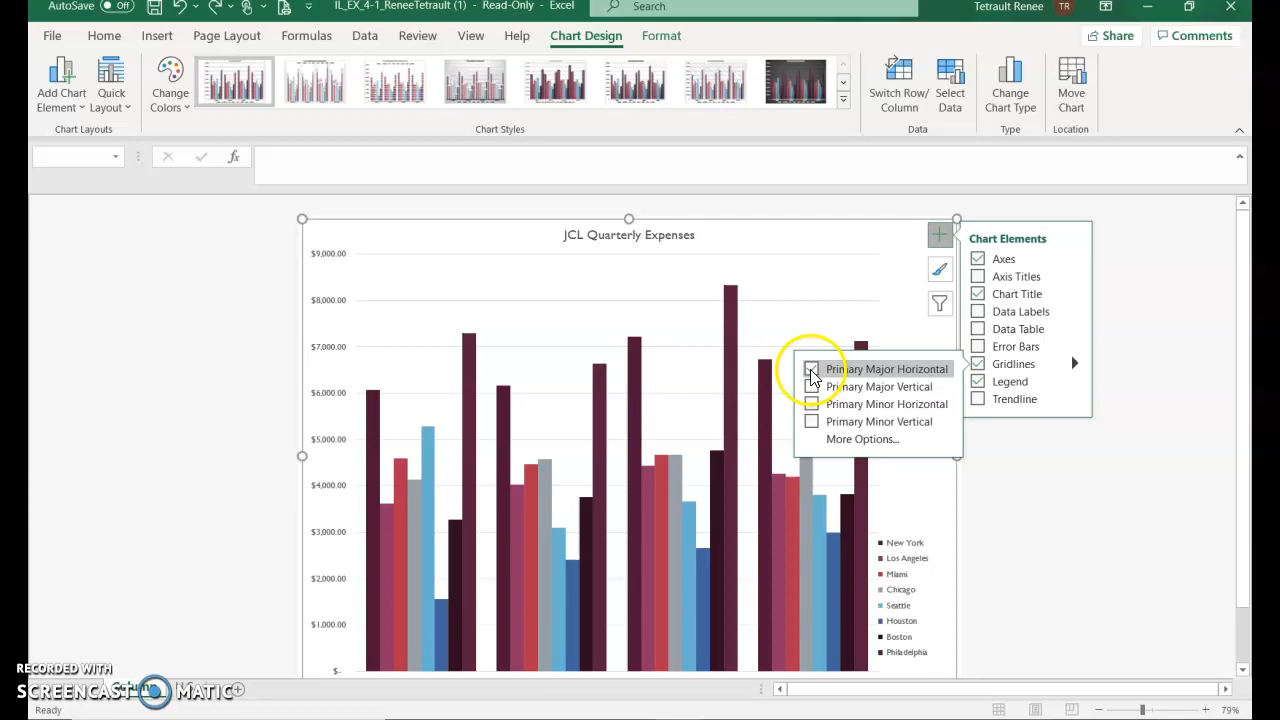 AutoSave Off IL_EX_4-1_ReneeTetrault (1) - Read-Only - Excel Search Tetrault Renee TR
File Home Insert Page Layout Formulas Data Review View Help Chart Design Format Share Comments
Add Chart Element Quick Layout Change Colors Switch Row/ Column Select Data Change Chart Type Move Chart
Chart Layouts Chart Styles Data Type Location
fx
JCL Quarterly Expenses
$9,000.00
$8,000.00
$7,000.00
$6,000.00
$5,000.00
$4,000.00
$3,000.00
$2,000.00
$1,000.00
$-
Chart Elements
Axes
Axis Titles
Chart Title
Data Labels
Data Table
Error Bars
Gridlines
Legend
Trendline
Primary Major Horizontal
Primary Major Vertical
Primary Minor Horizontal
Primary Minor Vertical
More Options...
New York
Los Angeles
Miami
Chicago
Seattle
Houston
Boston
Philadelphia
RECORDED WITH
SCREENCAST MATIC
Ready 79%